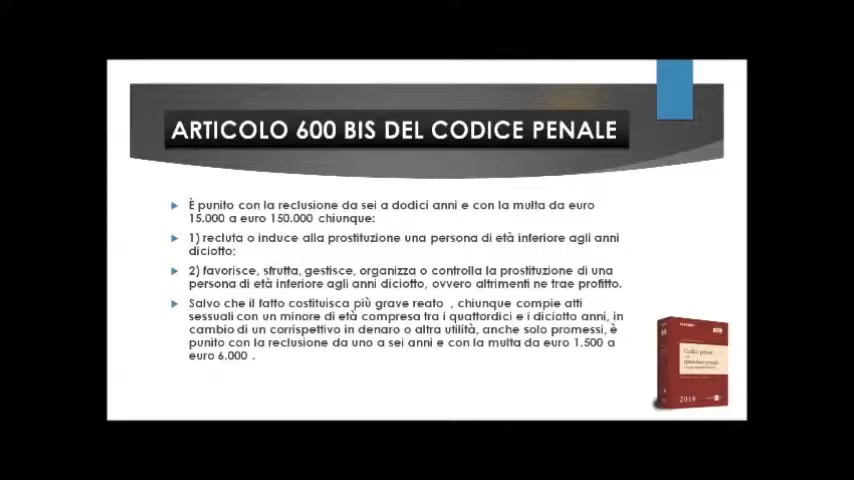 ARTICOLO 600 BIS DEL CODICE PENALE
È punito con la reclusione da sei a dodici anni e con la multa da euro
15.000 a euro 150.000 chiunque:
1) recluta o induce alla prostituzione una persona di età inferiore agli anni
diciotto;
2) favorisce, sfrutta, gestisce, organizza o controlla la prostituzione di una
persona di età inferiore agli anni diciotto, ovvero altrimenti ne trae profitto.
Salvo che il fatto costituisca più grave reato , chiunque compie atti
sessuali con un minore di età compresa tra i quattordici e i diciotto anni, in
cambio di un corrispettivo in denaro o altra utilità, anche solo promessi, è
punito con la reclusione da uno a sei anni e con la multa da euro 1.500 a
euro 6.000 .
Codice penale
procedura penale
2018